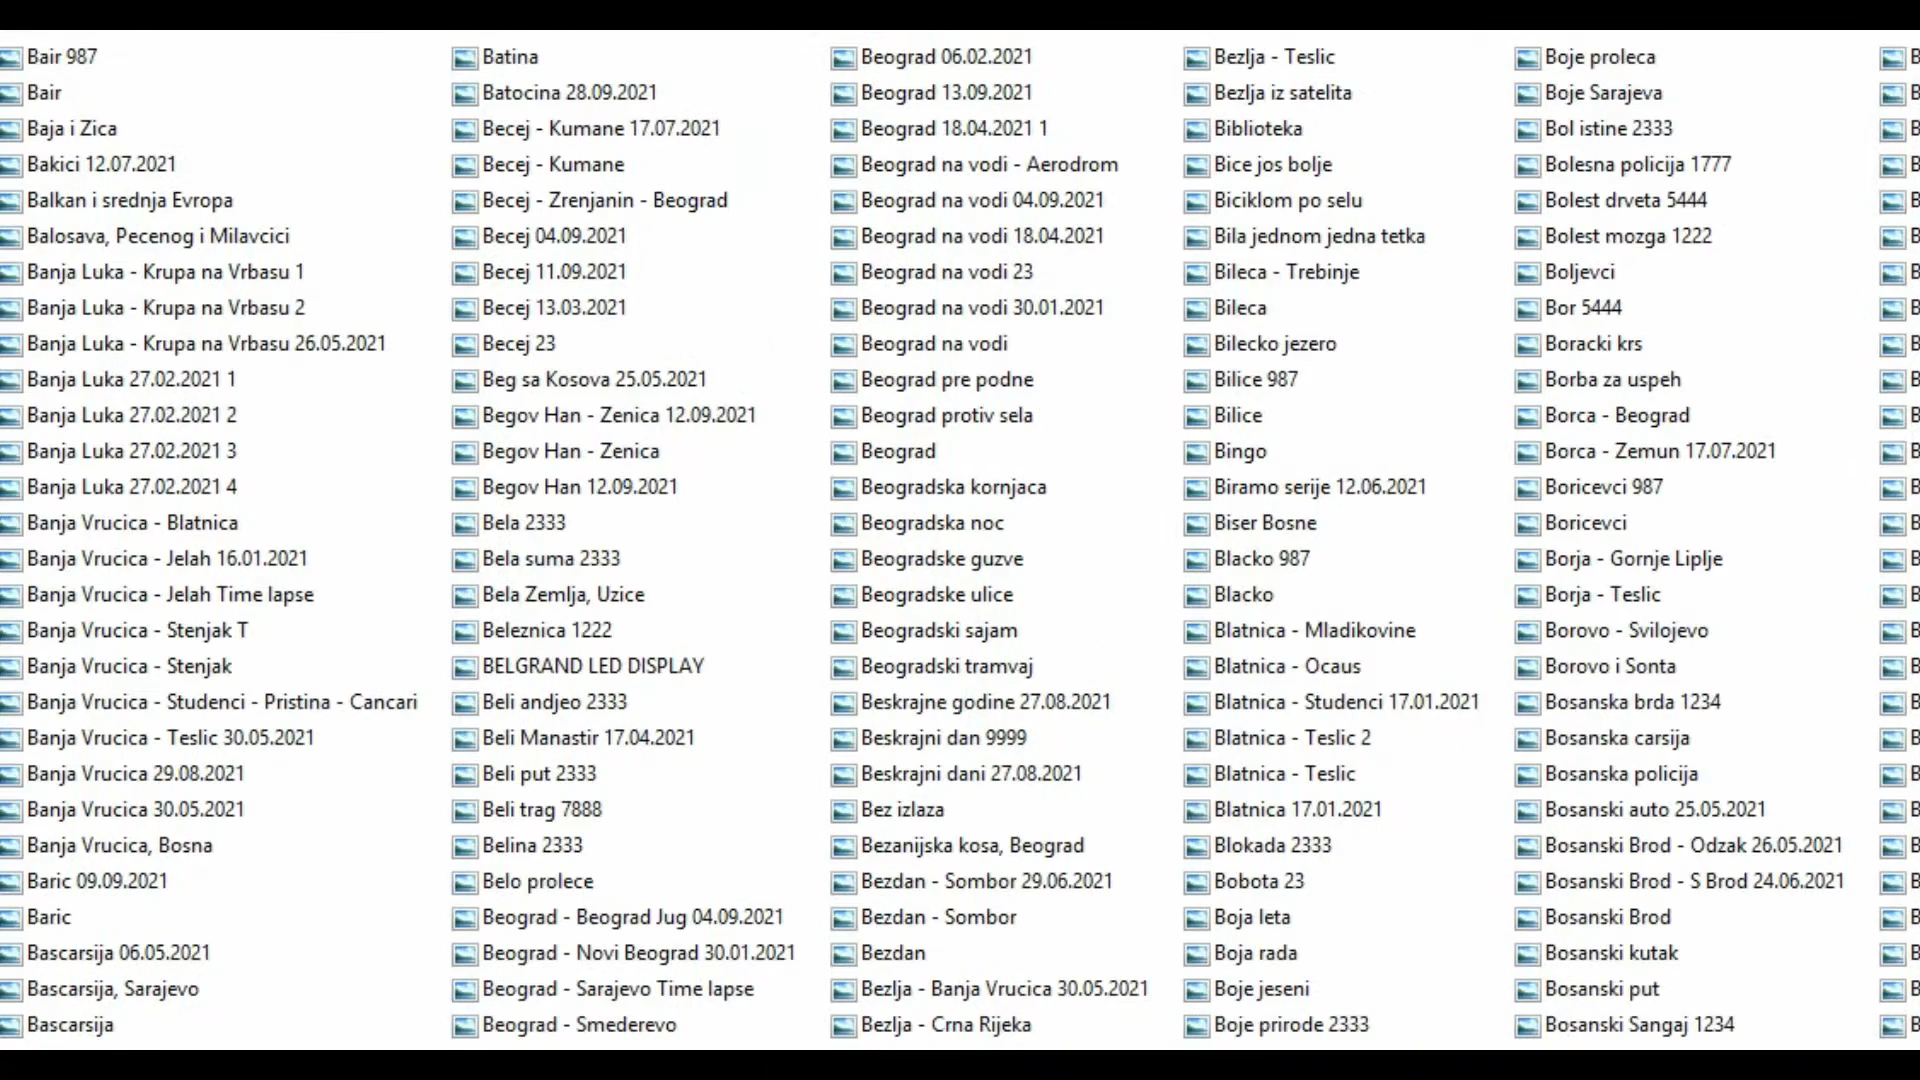 Bair 987
Bair
Baja i Zica
Bakici 12.07.2021
Balkan i srednja Evropa
Balosava, Pecenog i Milavcici
Banja Luka - Krupa na Vrbasu 1
Banja Luka - Krupa na Vrbasu 2
Banja Luka - Krupa na Vrbasu 26.05.2021
Banja Luka 27.02.2021 1
Banja Luka 27.02.2021 2
Banja Luka 27.02.2021 3
Banja Luka 27.02.2021 4
Banja Vrucica - Blatnica
Banja Vrucica - Jelah 16.01.2021
Banja Vrucica - Jelah Time lapse
Banja Vrucica - Stenjak T
Banja Vrucica - Stenjak
Banja Vrucica - Studenci - Pristina - Cancari
Banja Vrucica - Teslic 30.05.2021
Banja Vrucica 29.08.2021
Banja Vrucica 30.05.2021
Banja Vrucica, Bosna
Baric 09.09.2021
Baric
Bascarsija 06.05.2021
Bascarsija, Sarajevo
Bascarsija
Batina
Batocina 28.09.2021
Becej - Kumane 17.07.2021
Becej - Kumane
Becej - Zrenjanin - Beograd
Becej 04.09.2021
Becej 11.09.2021
Becej 13.03.2021
Becej 23
Beg sa Kosova 25.05.2021
Begov Han - Zenica 12.09.2021
Begov Han - Zenica
Begov Han 12.09.2021
Bela 2333
Bela suma 2333
Bela Zemlja, Uzice
Beleznica 1222
BELGRAND LED DISPLAY
Beli andjeo 2333
Beli Manastir 17.04.2021
Beli put 2333
Beli trag 7888
Belina 2333
Belo prolece
Beograd - Beograd Jug 04.09.2021
Beograd - Novi Beograd 30.01.2021
Beograd - Sarajevo Time lapse
Beograd - Smederevo
Beograd 06.02.2021
Beograd 13.09.2021
Beograd 18.04.2021 1
Beograd na vodi - Aerodrom
Beograd na vodi 04.09.2021
Beograd na vodi 18.04.2021
Beograd na vodi 23
Beograd na vodi 30.01.2021
Beograd na vodi
Beograd pre podne
Beograd protiv sela
Beograd
Beogradska kornjaca
Beogradska noc
Beogradske guzve
Beogradske ulice
Beogradski sajam
Beogradski tramvaj
Beskrajne godine 27.08.2021
Beskrajni dan 9999
Beskrajni dani 27.08.2021
Bez izlaza
Bezanijska kosa, Beograd
Bezdan - Sombor 29.06.2021
Bezdan - Sombor
Bezdan
Bezlja - Banja Vrucica 30.05.2021
Bezlja - Crna Rijeka
Bezlja - Teslic
Bezlja iz satelita
Biblioteka
Bice jos bolje
Biciklom po selu
Bila jednom jedna tetka
Bileca - Trebinje
Bileca
Bilecko jezero
Bilice 987
Bilice
Bingo
Biramo serije 12.06.2021
Biser Bosne
Blacko 987
Blacko
Blatnica - Mladikovine
Blatnica - Ocaus
Blatnica - Studenci 17.01.2021
Blatnica - Teslic 2
Blatnica - Teslic
Blatnica 17.01.2021
Blokada 2333
Bobota 23
Boja leta
Boja rada
Boje jeseni
Boje prirode 2333
Boje proleca
Boje Sarajeva
Bol istine 2333
Bolesna policija 1777
Bolest drveta 5444
Bolest mozga 1222
Boljevci
Bor 5444
Boracki krs
Borba za uspeh
Borca - Beograd
Borca - Zemun 17.07.2021
Boricevci 987
Boricevci
Borja - Gornje Liplje
Borja - Teslic
Borovo - Svilojevo
Borovo i Sonta
Bosanska brda 1234
Bosanska carsija
Bosanska policija
Bosanski auto 25.05.2021
Bosanski Brod - Odzak 26.05.2021
Bosanski Brod - S Brod 24.06.2021
Bosanski Brod
Bosanski kutak
Bosanski put
Bosanski Sangaj 1234